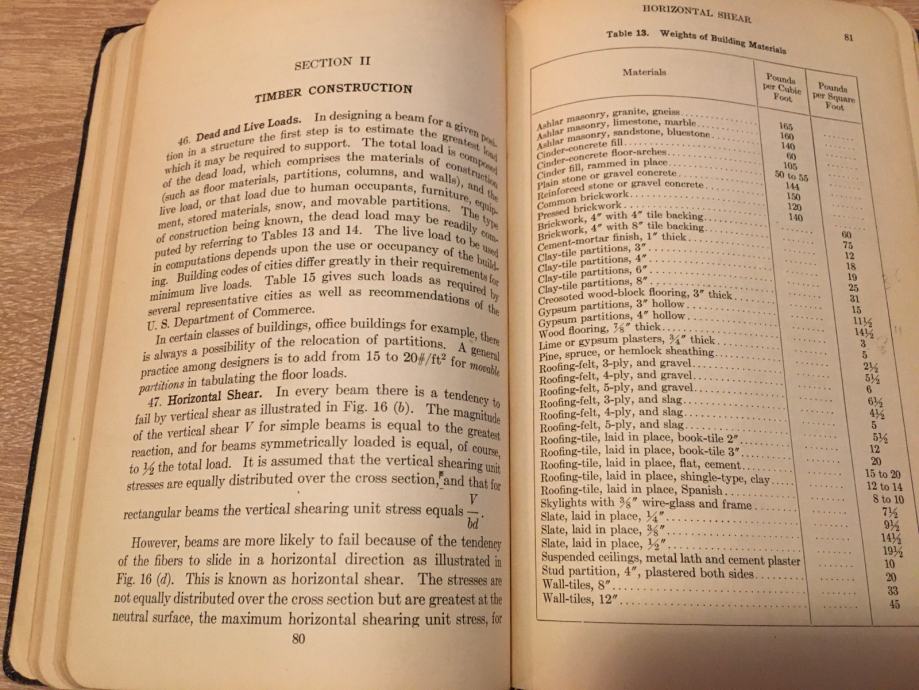 SECTION II
TIMBER CONSTRUCTION
46. Dead and Live Loads. In designing a beam for a given posi-
tion in a structure the first step is to estimate the greatest load
which it may be required to support. The total load is composed
of the dead load, which comprises the materials of construction
(such as floor materials, partitions, columns, and walls), and the
live load, or that load due to human occupants, furniture, equip-
ment, stored materials, snow, and movable partitions. The type
of construction being known, the dead load may be readily com-
puted by referring to Tables 13 and 14. The live load to be used
in computations depends upon the use or occupancy of the build-
ing. Building codes of cities differ greatly in their requirements for
minimum live loads. Table 15 gives such loads as required by
several representative cities as well as recommendations of the
U. S. Department of Commerce.
In certain classes of buildings, office buildings for example, there
is always a possibility of the relocation of partitions. A general
practice among designers is to add from 15 to 20#/ft² for movable
partitions in tabulating the floor loads.
47. Horizontal Shear. In every beam there is a tendency to
fail by vertical shear as illustrated in Fig. 16 (b). The magnitude
of the vertical shear V for simple beams is equal to the greatest
reaction, and for beams symmetrically loaded is equal, of course,
to ½ the total load. It is assumed that the vertical shearing unit
stresses are equally distributed over the cross section, and that for
rectangular beams the vertical shearing unit stress equals V/bd.
However, beams are more likely to fail because of the tendency
of the fibers to slide in a horizontal direction as illustrated in
Fig. 16 (d). This is known as horizontal shear. The stresses are
not equally distributed over the cross section but are greatest at the
neutral surface, the maximum horizontal shearing unit stress, for
80
HORIZONTAL SHEAR
81
Table 13. Weights of Building Materials
Materials Pounds per Cubic Foot Pounds per Square Foot
Ashlar masonry, granite, gneiss 165
Ashlar masonry, limestone, marble 160
Ashlar masonry, sandstone, bluestone 140
Cinder-concrete fill 60
Cinder-concrete floor-arches 105
Cinder fill, rammed in place 50 to 55
Plain stone or gravel concrete 144
Reinforced stone or gravel concrete 150
Common brickwork 120
Pressed brickwork 140
Brickwork, 4″ with 4″ tile backing 60
Brickwork, 4″ with 8″ tile backing 75
Cement-mortar finish, 1″ thick 12
Clay-tile partitions, 3″ 18
Clay-tile partitions, 4″ 19
Clay-tile partitions, 6″ 25
Clay-tile partitions, 8″ 31
Creosoted wood-block flooring, 3″ thick 15
Gypsum partitions, 3″ hollow 11½
Gypsum partitions, 4″ hollow 14½
Wood flooring, ⅞″ thick 3
Lime or gypsum plasters, ¾″ thick 5
Pine, spruce, or hemlock sheathing 2½
Roofing-felt, 3-ply, and gravel 5½
Roofing-felt, 4-ply, and gravel 6
Roofing-felt, 5-ply, and gravel 6½
Roofing-felt, 3-ply, and slag 4½
Roofing-felt, 4-ply, and slag 5
Roofing-felt, 5-ply, and slag 5½
Roofing-tile, laid in place, book-tile 2″ 12
Roofing-tile, laid in place, book-tile 3″ 20
Roofing-tile, laid in place, flat, cement 15 to 20
Roofing-tile, laid in place, shingle-type, clay 12 to 14
Roofing-tile, laid in place, Spanish 8 to 10
Skylights with ⅜″ wire-glass and frame 7½
Slate, laid in place, ¼″ 9½
Slate, laid in place, ⅜″ 14½
Slate, laid in place, ½″ 19½
Suspended ceilings, metal lath and cement plaster 10
Stud partition, 4″, plastered both sides 20
Wall-tiles, 8″ 33
Wall-tiles, 12″ 45